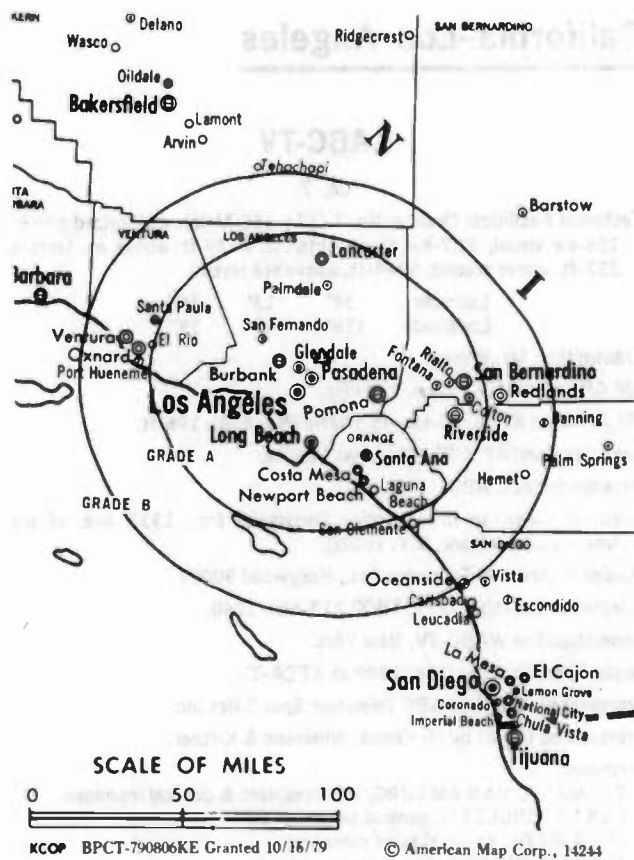 KERN
Delano
SAN BERNARDINO
Wasco
Ridgecrest
Oildale
Bakersfield
Lamont
Arvin
Tehachapi
Barstow
VENTURA
LOS ANGELES
Lancaster
Barbara
Palmdale
Santa Paula
San Fernando
Ventura
El Rio
Oxnard
Port Hueneme
Glendale
Burbank
Pasadena
Fontana
Rialto
San Bernardino
Redlands
Los Angeles
Pomona
Colton
Riverside
Banning
Long Beach
ORANGE
GRADE A
Santa Ana
Palm Springs
Costa Mesa
Hemet
Newport Beach
Laguna
Beach
GRADE B
San Clemente
SAN DIEGO
Oceanside
Vista
Carlsbad
Escondido
Leucadia
La Mesa
El Cajon
San Diego
Lemon Grove
Coronado
National City
Imperial Beach
Chula Vista
Tijuana
SCALE OF MILES
0 50 100
KCOP BPCT-790806KE Granted 10/16/79 © American Map Corp., 14244